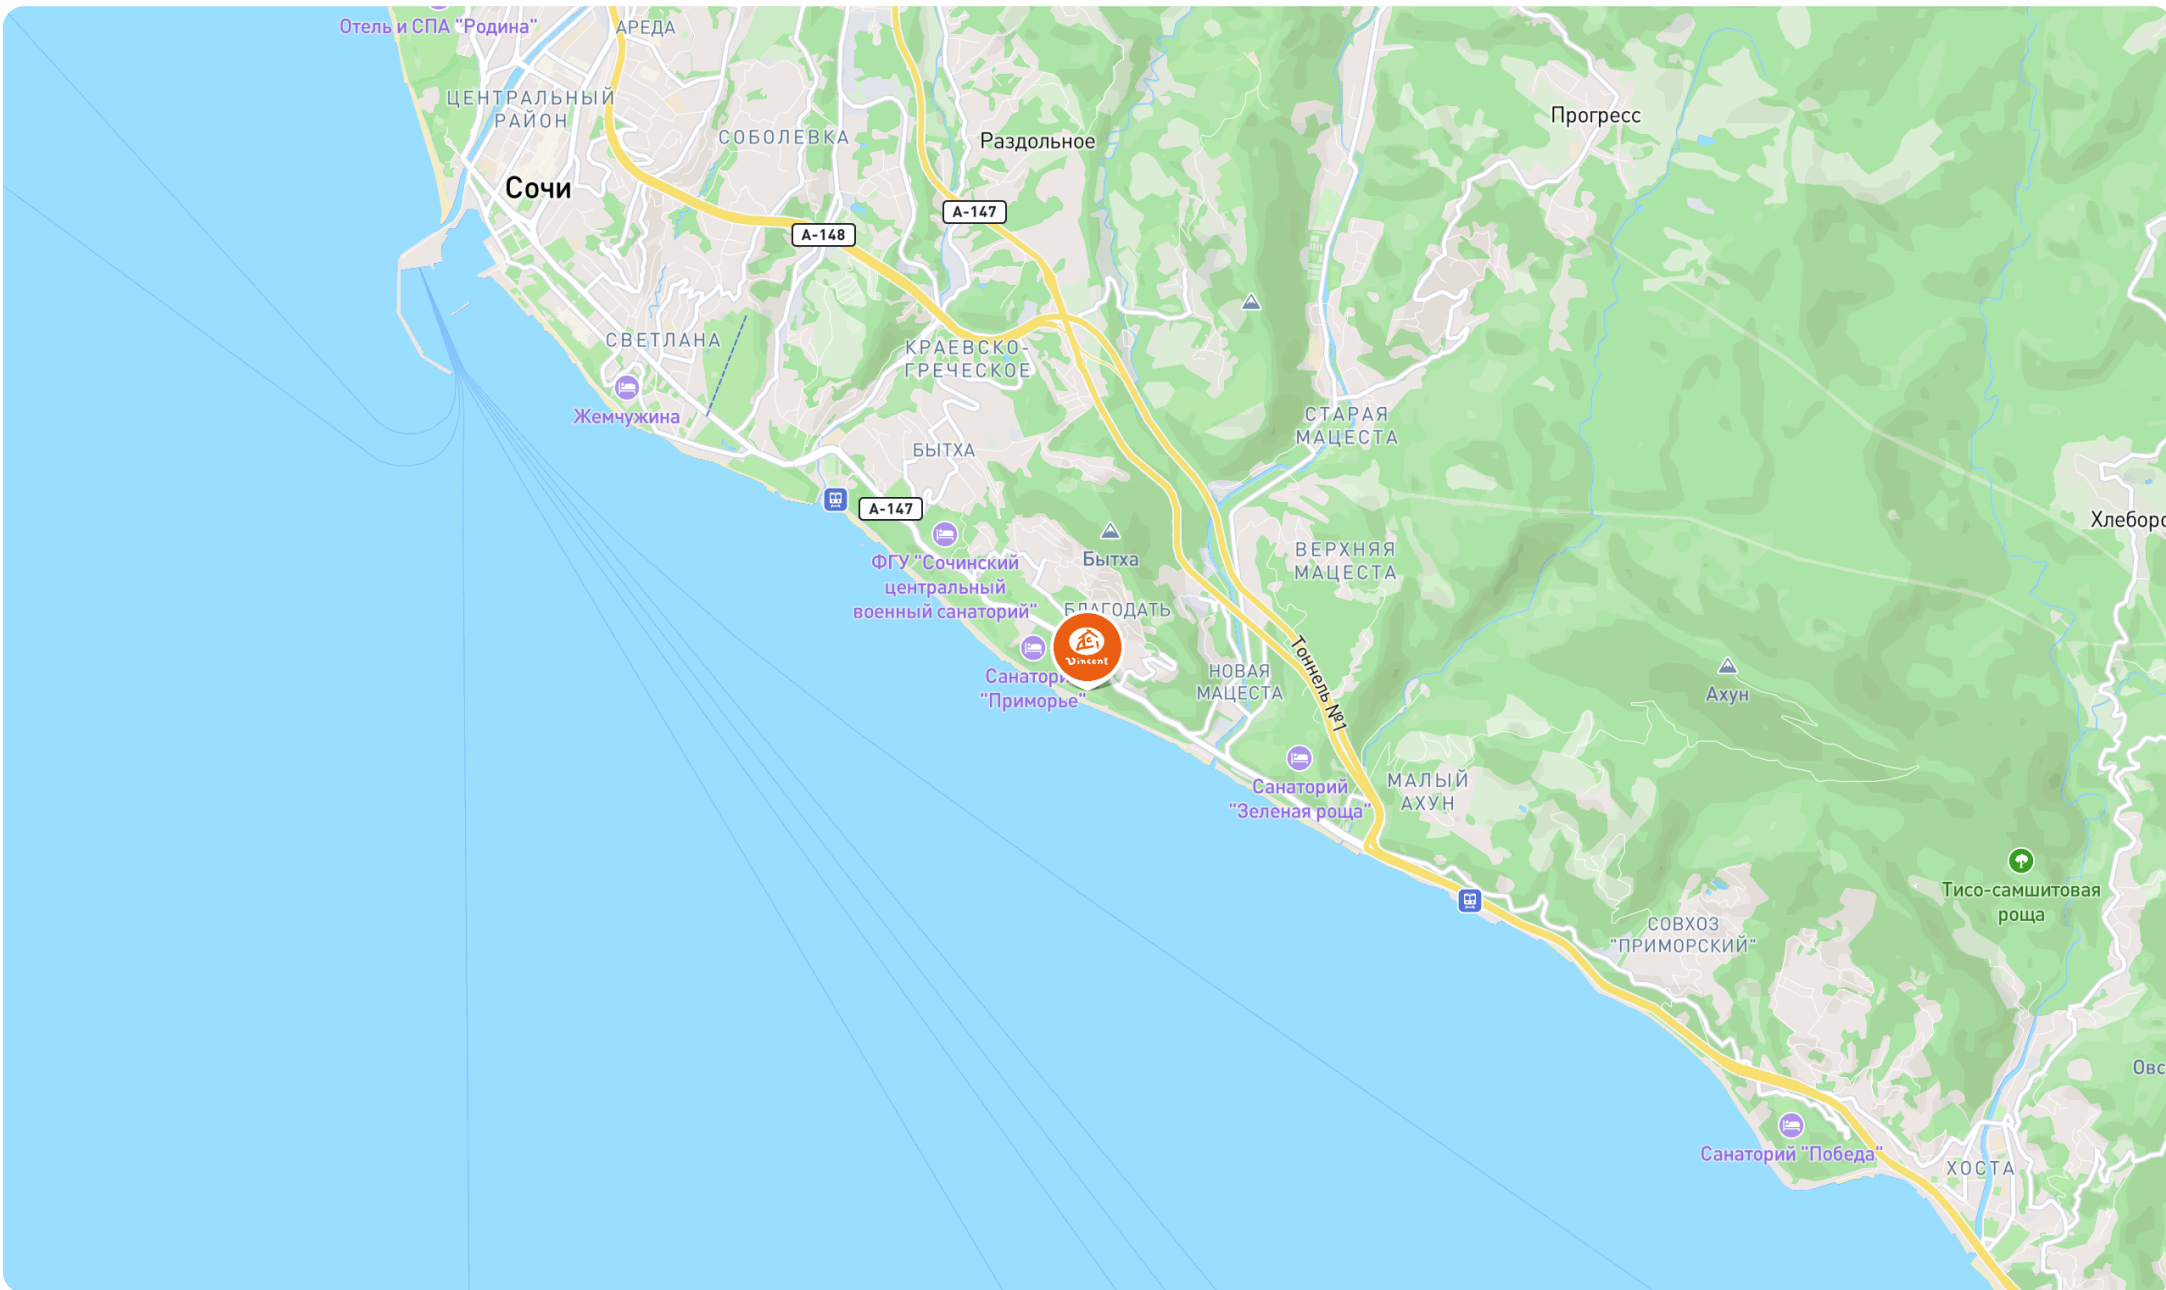 Отель и СПА "Родина"
АРЕДА
ЦЕНТРАЛЬНЫЙ
РАЙОН
СОБОЛЕВКА
Раздольное
Прогресс
Сочи
А-147
А-148
СВЕТЛАНА
КРАЕВСКО-
ГРЕЧЕСКОЕ
Жемчужина
СТАРАЯ
МАЦЕСТА
БЫТХА
А-147
Хлеборо
ФГУ "Сочинский
центральный
военный санаторий"
Бытха
ВЕРХНЯЯ
МАЦЕСТА
БЛАГОДАТЬ
Vincent
Санатори
"Приморье"
НОВАЯ
МАЦЕСТА
Тоннель №1
Ахун
Санаторий
"Зеленая роща"
МАЛЫЙ
АХУН
Тисо-самшитовая
роща
СОВХОЗ
"ПРИМОРСКИЙ"
Овс
Санаторий "Победа"
ХОСТА